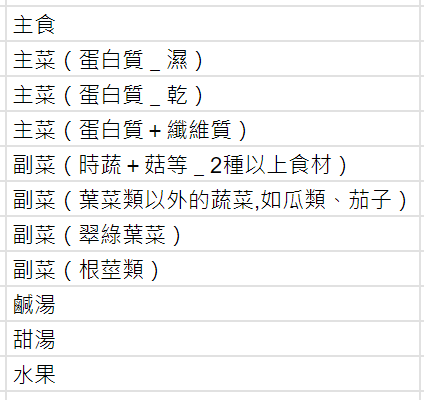 主食
主菜（蛋白質＿濕）
主菜（蛋白質＿乾）
主菜（蛋白質＋纖維質）
副菜（時蔬＋菇等＿2種以上食材）
副菜（葉菜類以外的蔬菜,如瓜類、茄子）
副菜（翠綠葉菜）
副菜（根莖類）
鹹湯
甜湯
水果